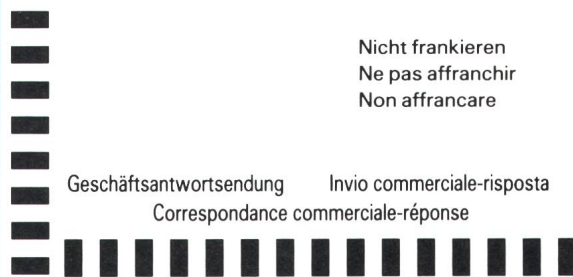 Nicht frankieren
Ne pas affranchir
Non affrancare
Geschäftsantwortsendung Invio commerciale-risposta
Correspondance commerciale-réponse